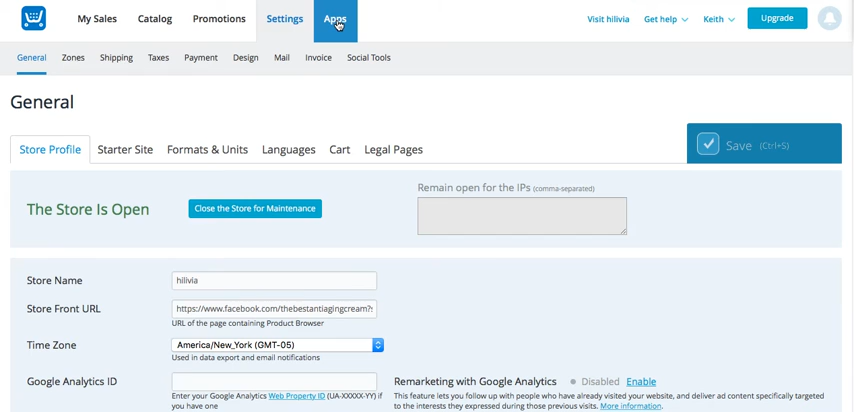 My Sales Catalog Promotions Settings Apps Visit hilivia Get help Keith Upgrade
General Zones Shipping Taxes Payment Design Mail Invoice Social Tools
General
Store Profile Starter Site Formats & Units Languages Cart Legal Pages Save (Ctrl+S)
Remain open for the IPs (comma-separated)
The Store Is Open Close the Store for Maintenance
Store Name hilivia
Store Front URL https://www.facebook.com/thebestantiagingcream?s
URL of the page containing Product Browser
Time Zone America/New_York (GMT-05)
Used in data export and email notifications
Google Analytics ID Remarketing with Google Analytics Disabled Enable
Enter your Google Analytics Web Property ID (UA-XXXXX-YY) if This feature lets you follow up with people who have already visited your website, and deliver ad content specifically targeted
you have one to the interests they expressed during those previous visits. More information.